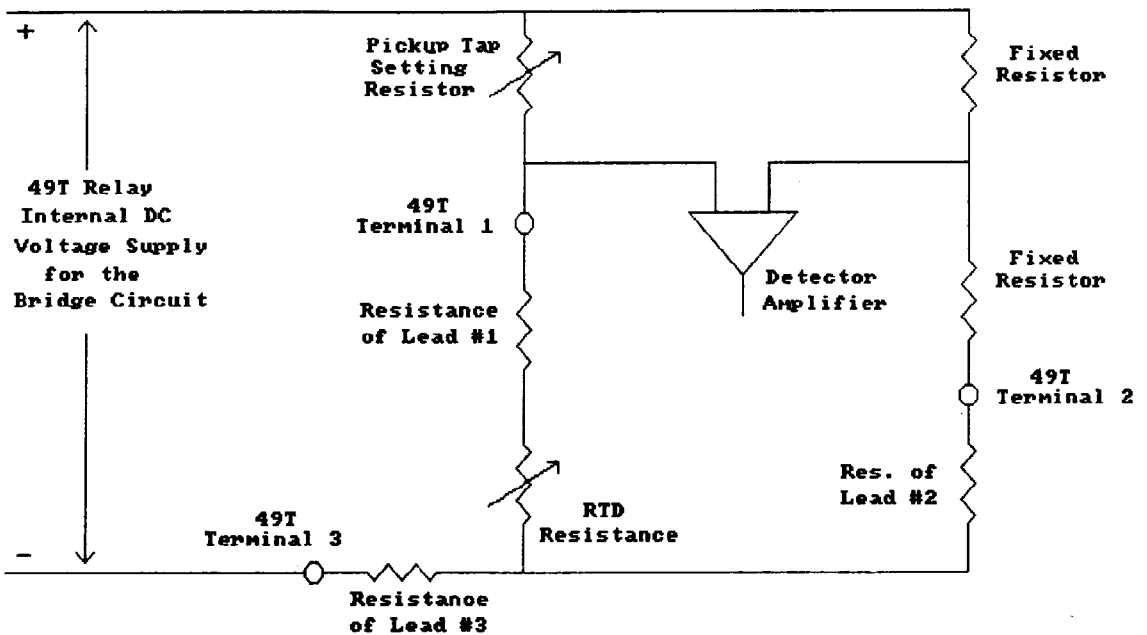 +
Pickup Tap
Setting
Resistor
Fixed
Resistor
49T Relay
Internal DC
Voltage Supply
for the
Bridge Circuit
49T
Terminal 1
Detector
Amplifier
Fixed
Resistor
Resistance
of Lead #1
49T
Terminal 2
Res. of
Lead #2
RTD
Resistance
49T
Terminal 3
−
Resistance
of Lead #3